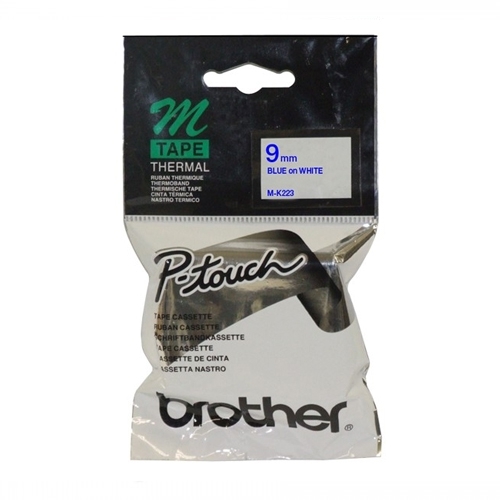 M
TAPE
THERMAL
RUBAN THERMIQUE
THERMOBAND
THERMISCHE TAPE
CINTA TERMICA
NASTRO TERMICO
9mm
BLUE on WHITE
M-K223
P-touch
TAPE CASSETTE
RUBAN CASSETTE
SCHRIFTBANDKASSETTE
TAPE CASSETTE
CASSETTE DE CINTA
CASSETTA NASTRO
brother®